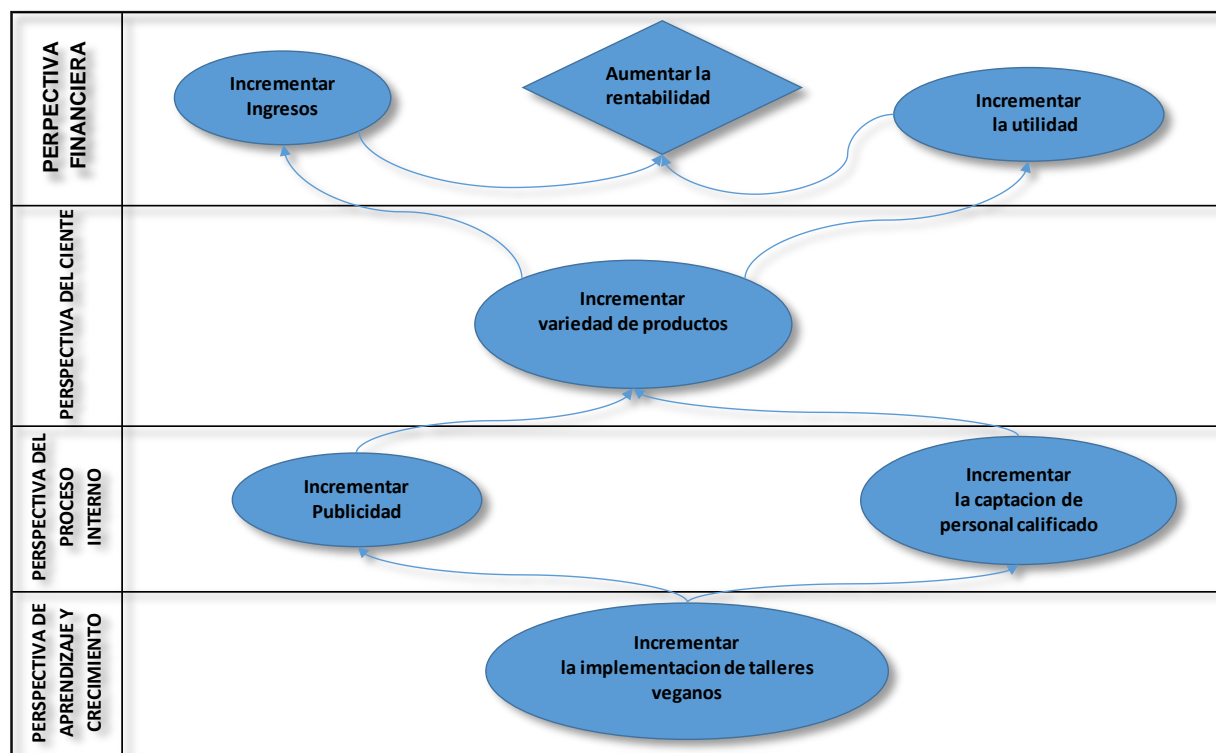 PERPECTIVA
FINANCIERA
Incrementar
Ingresos
Aumentar la
rentabilidad
Incrementar
la utilidad
PERSPECTIVA DEL CIENTE
Incrementar
variedad de productos
PERSPECTIVA DEL
PROCESO
INTERNO
Incrementar
Publicidad
Incrementar
la captacion de
personal calificado
PERSPECTIVA DE
APRENDIZAJE Y
CRECIMIENTO
Incrementar
la implementacion de talleres
veganos